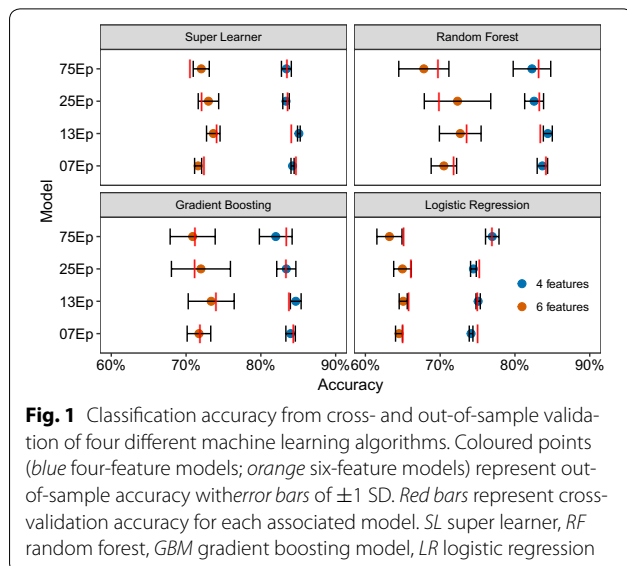 Super Learner
Random Forest
75Ep
25Ep
13Ep
07Ep
Model
Gradient Boosting
Logistic Regression
75Ep
25Ep
13Ep
07Ep
4 features
6 features
60% 70% 80% 90% 60% 70% 80% 90%
Accuracy
Fig. 1 Classification accuracy from cross- and out-of-sample valida-
tion of four different machine learning algorithms. Coloured points
(blue four-feature models; orange six-feature models) represent out-
of-sample accuracy witherror bars of ±1 SD. Red bars represent cross-
validation accuracy for each associated model. SL super learner, RF
random forest, GBM gradient boosting model, LR logistic regression